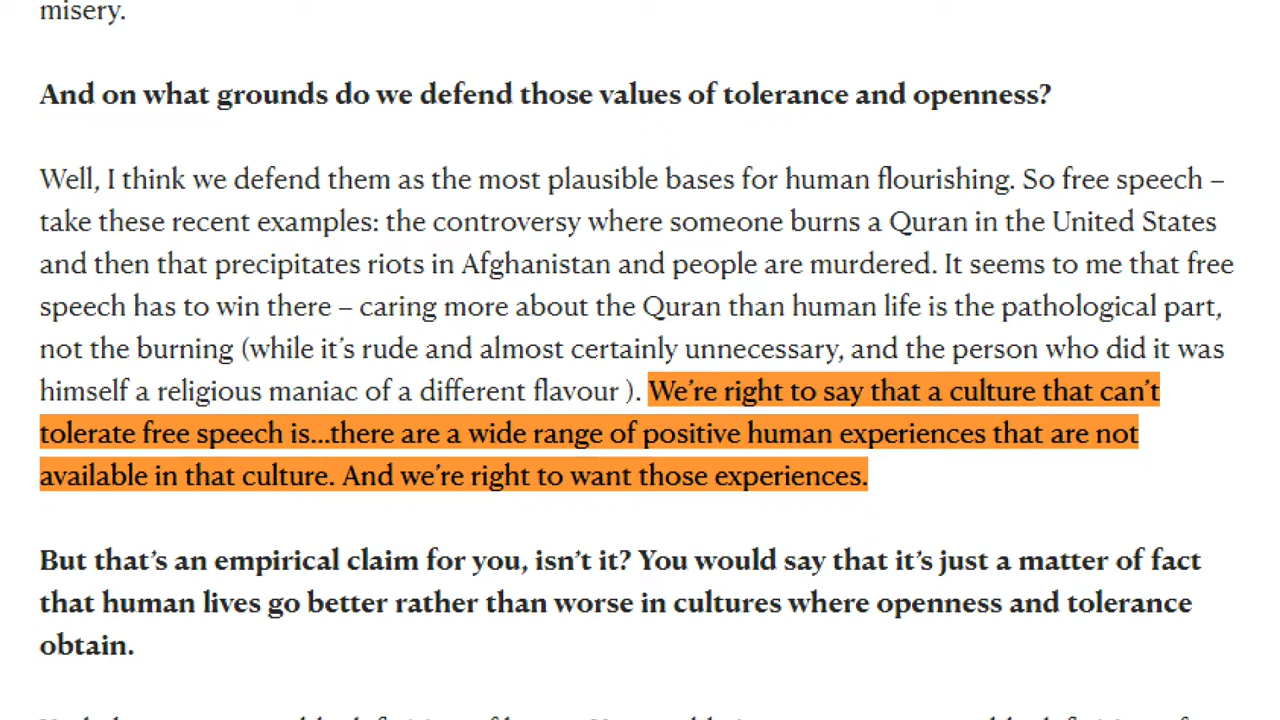 misery.
And on what grounds do we defend those values of tolerance and openness?
Well, I think we defend them as the most plausible bases for human flourishing. So free speech –
take these recent examples: the controversy where someone burns a Quran in the United States
and then that precipitates riots in Afghanistan and people are murdered. It seems to me that free
speech has to win there – caring more about the Quran than human life is the pathological part,
not the burning (while it’s rude and almost certainly unnecessary, and the person who did it was
himself a religious maniac of a different flavour ). We’re right to say that a culture that can’t
tolerate free speech is...there are a wide range of positive human experiences that are not
available in that culture. And we’re right to want those experiences.
But that’s an empirical claim for you, isn’t it? You would say that it’s just a matter of fact
that human lives go better rather than worse in cultures where openness and tolerance
obtain.